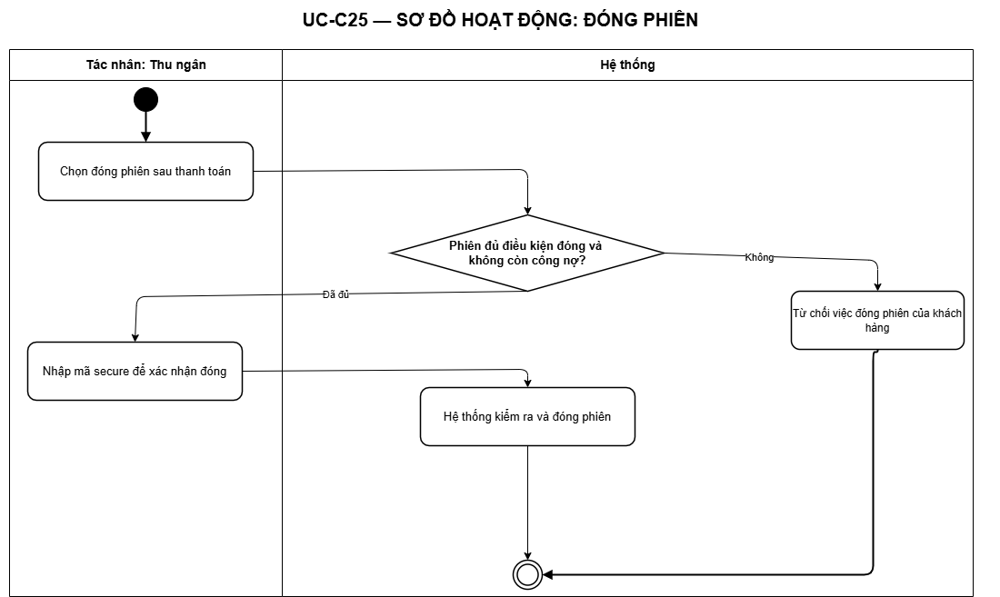 UC-C25 — SƠ ĐỒ HOẠT ĐỘNG: ĐÓNG PHIÊN
Tác nhân: Thu ngân
Hệ thống
Chọn đóng phiên sau thanh toán
Phiên đủ điều kiện đóng và
không còn công nợ?
Không
Đã đủ
Từ chối việc đóng phiên của khách
hàng
Nhập mã secure để xác nhận đóng
Hệ thống kiểm ra và đóng phiên